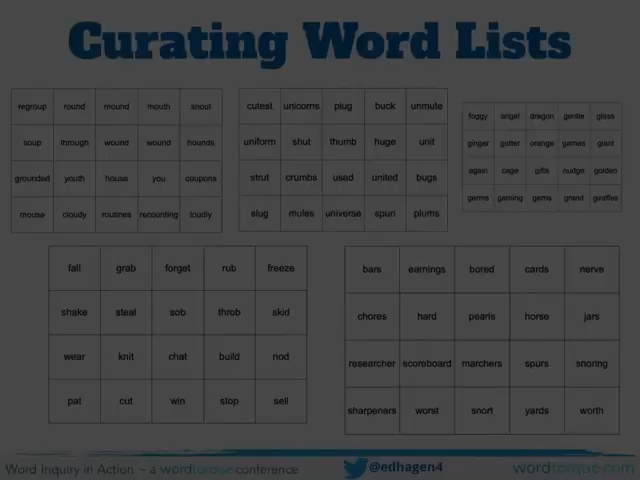 Curating Word Lists
regroup round mound mouth snout
soup through wound wound hounds
grounded youth house you coupons
mouse cloudy routines recounting loudly
cutest unicorns plug buck unmute
uniform shut thumb huge unit
strut crumbs used united bugs
slug mules universe spun plums
foggy angel dragon gentle glass
ginger gutter orange games giant
again cage gifts nudge golden
germs gaming gems grand giraffes
fall grab forget rub freeze
shake steal sob throb skid
wear knit chat build nod
pat cut win stop sell
bars earnings bored cards nerve
chores hard pearls horse jars
researcher scoreboard marchers spurs snoring
sharpeners worst snort yards worth
Word Inquiry in Action ~ a wordtorque conference
@edhagen4
wordtorque.com